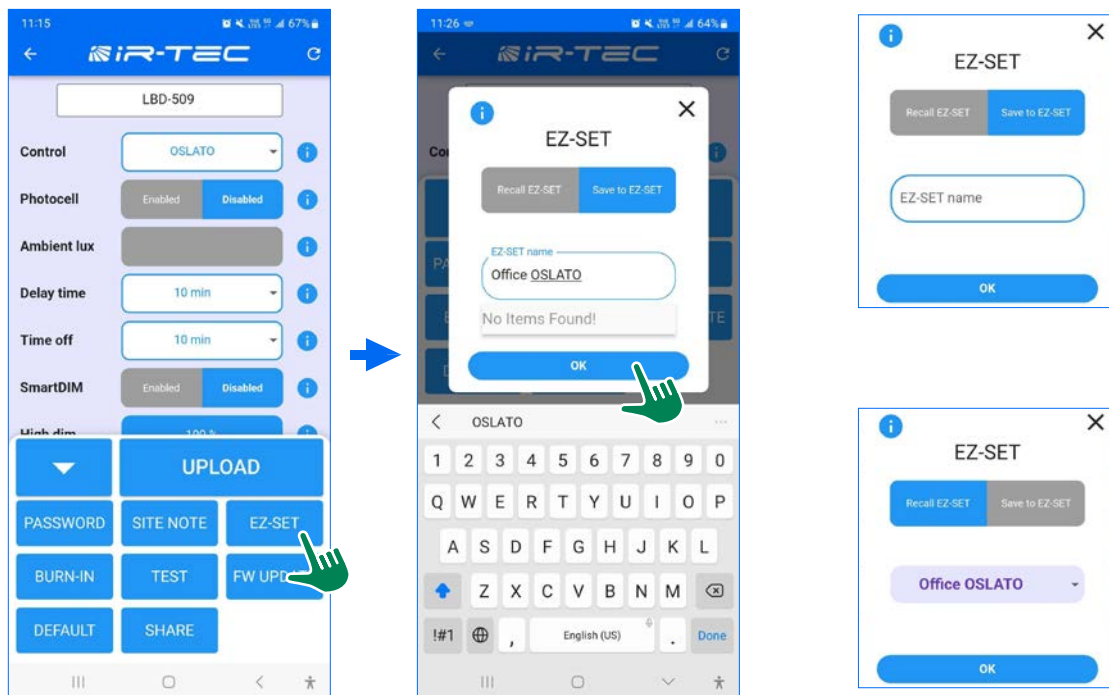 11:15
67%
iR-TEC
LBD-509
Control OSLATO
Photocell Enabled Disabled
Ambient lux
Delay time 10 min
Time off 10 min
SmartDIM Enabled Disabled
High dim 100 %
UPLOAD
PASSWORD SITE NOTE EZ-SET
BURN-IN TEST FW
DEFAULT SHARE
11:26
64%
iR-TEC
EZ-SET
Recall EZ-SET Save to EZ-SET
EZ-SET name
Office OSLATO
No Items Found!
OK
OSLATO
1 2 3 4 5 6 7 8 9 0
Q W E R T Y U I O P
A S D F G H J K L
Z X C V B N M
!#1 , English (US) . Done
EZ-SET
Recall EZ-SET Save to EZ-SET
EZ-SET name
OK
EZ-SET
Recall EZ-SET Save to EZ-SET
Office OSLATO
OK